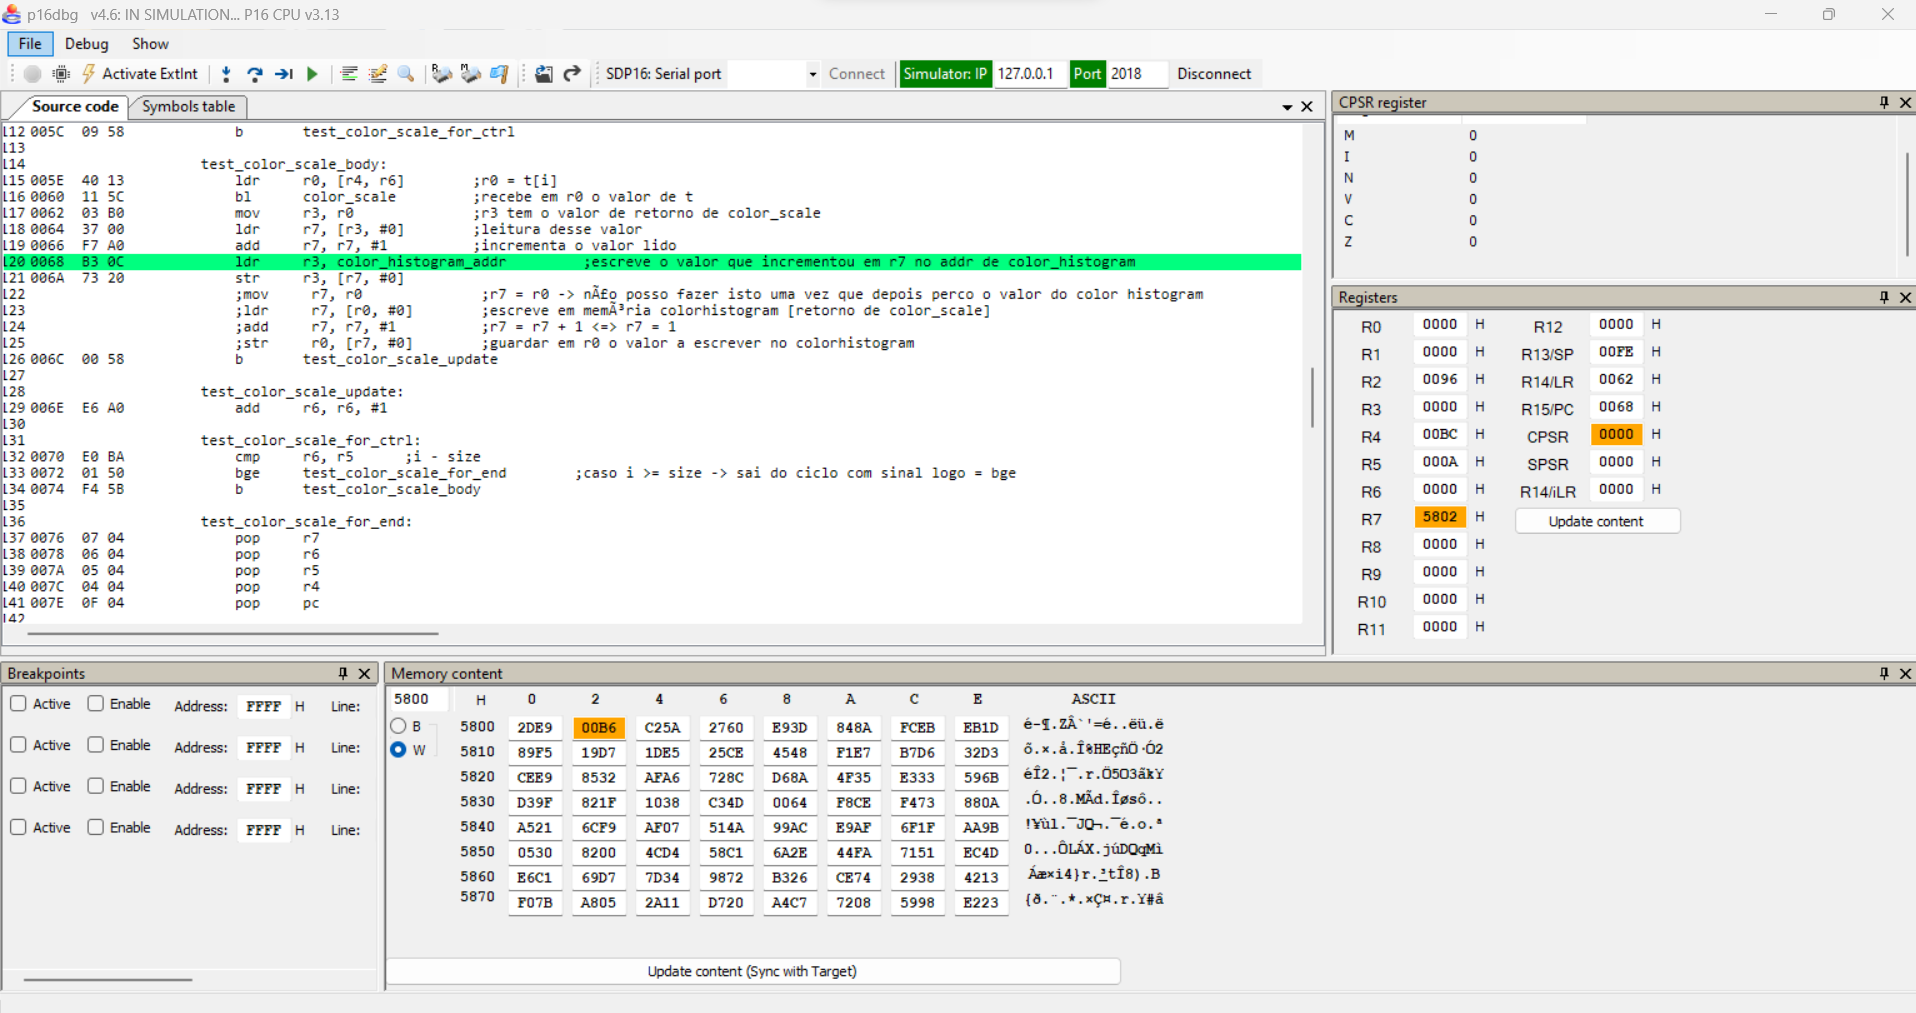 p16dbg v4.6: IN SIMULATION... P16 CPU v3.13
File Debug Show
Activate ExtInt SDP16: Serial port Connect Simulator: IP 127.0.0.1 Port 2018 Disconnect
Source code Symbols table
L12 005C 09 58 b test_color_scale_for_ctrl
L13
L14 test_color_scale_body:
L15 005E 40 13 ldr r0, [r4, r6] ;r0 = t[i]
L16 0060 11 5C bl color_scale ;recebe em r0 o valor de t
L17 0062 03 B0 mov r3, r0 ;r3 tem o valor de retorno de color_scale
L18 0064 37 00 ldr r7, [r3, #0] ;leitura desse valor
L19 0066 F7 A0 add r7, r7, #1 ;incrementa o valor lido
L20 0068 B3 0C ldr r3, color_histogram_addr ;escreve o valor que incrementou em r7 no addr de color_histogram
L21 006A 73 20 str r3, [r7, #0]
L22 ;mov r7, r0 ;r7 = r0 -> nÃ£o posso fazer isto uma vez que depois perco o valor do color histogram
L23 ;ldr r7, [r0, #0] ;escreve em memÃ³ria colorhistogram [retorno de color_scale]
L24 ;add r7, r7, #1 ;r7 = r7 + 1 <=> r7 = 1
L25 ;str r0, [r7, #0] ;guardar em r0 o valor a escrever no colorhistogram
L26 006C 00 58 b test_color_scale_update
L27
L28 test_color_scale_update:
L29 006E E6 A0 add r6, r6, #1
L30
L31 test_color_scale_for_ctrl:
L32 0070 E0 BA cmp r6, r5 ;i - size
L33 0072 01 50 bge test_color_scale_for_end ;caso i >= size -> sai do ciclo com sinal logo = bge
L34 0074 F4 5B b test_color_scale_body
L35
L36 test_color_scale_for_end:
L37 0076 07 04 pop r7
L38 0078 06 04 pop r6
L39 007A 05 04 pop r5
L40 007C 04 04 pop r4
L41 007E 0F 04 pop pc
L42
CPSR register
M 0
I 0
N 0
V 0
C 0
Z 0
Registers
R0 0000 H R12 0000 H
R1 0000 H R13/SP 00FE H
R2 0096 H R14/LR 0062 H
R3 0000 H R15/PC 0068 H
R4 00BC H CPSR 0000 H
R5 000A H SPSR 0000 H
R6 0000 H R14/iLR 0000 H
R7 5802 H Update content
R8 0000 H
R9 0000 H
R10 0000 H
R11 0000 H
Breakpoints
Active Enable Address: FFFF H Line:
Active Enable Address: FFFF H Line:
Active Enable Address: FFFF H Line:
Active Enable Address: FFFF H Line:
Memory content
5800 H 0 2 4 6 8 A C E ASCII
B
W
5800 2DE9 00B6 C25A 2760 E93D 848A FCEB EB1D é-¶.ZÂ`'=é..ëü.ë
5810 89F5 19D7 1DE5 25CE 4548 F1E7 B7D6 32D3 õ.×.å.Î%HEçñÖ·Ó2
5820 CEE9 8532 AFA6 728C D68A 4F35 E333 596B éÎ2.¦¯.r.Ö5O3ãkY
5830 D39F 821F 1038 C34D 0064 F8CE F473 880A .Ó..8.MÃd.Îøsô..
5840 A521 6CF9 AF07 514A 99AC E9AF 6F1F AA9B !¥ùl.¯JQ¬.¯é.o.ª
5850 0530 8200 4CD4 58C1 6A2E 44FA 7151 EC4D 0...ÔLÁX.júDQqMì
5860 E6C1 69D7 7D34 9872 B326 CE74 2938 4213 Áæ×i4}r.³tÎ8).B
5870 F07B A805 2A11 D720 A4C7 7208 5998 E223 {ð.¨.*.×Ç¤.r.Y#â
Update content (Sync with Target)